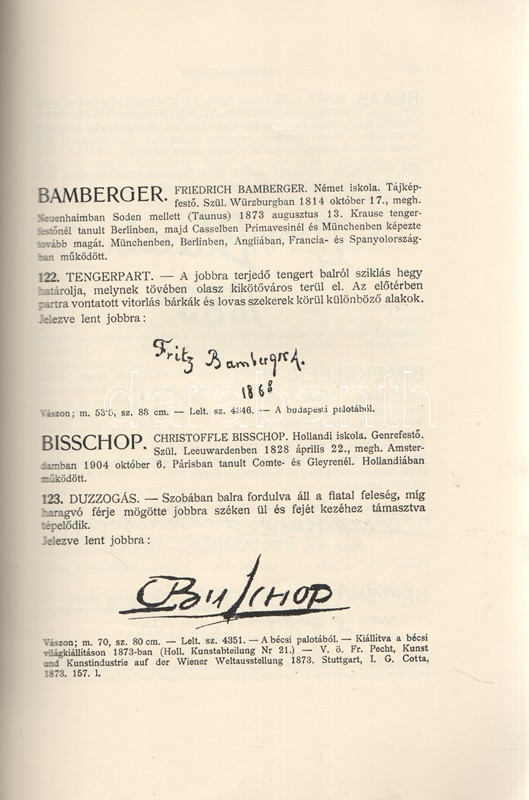 BAMBERGER. FRIEDRICH BAMBERGER. Német iskola. Tájkép-
festő. Szül. Würzburgban 1814 október 17., megh.
Neuenhaimban Soden mellett (Taunus) 1873 augusztus 13. Krause tenger-
festőnél tanult Berlinben, majd Casselben Primavesinél és Münchenben képezte
tovább magát. Münchenben, Berlinben, Angliában, Francia- és Spanyolország-
ban működött.
122. TENGERPART. — A jobbra terjedő tengert balról sziklás hegy
határolja, melynek tövében olasz kikötőváros terül el. Az előtérben
partra vontatott vitorlás bárkák és lovas szekerek körül különböző alakok.
Jelezve lent jobbra:
Fritz Bamberger
1868
Vászon; m. 53·5, sz. 88 cm. — Lelt. sz. 4346. — A budapesti palotából.
BISSCHOP. CHRISTOFFLE BISSCHOP. Hollandi iskola. Genrefestő.
Szül. Leeuwardenben 1828 április 22., megh. Amster-
damban 1904 október 6. Párisban tanult Comte- és Gleyrenél. Hollandiában
működött.
123. DUZZOGÁS. — Szobában balra fordulva áll a fiatal feleség, míg
haragvó férje mögötte jobbra széken ül és fejét kezéhez támasztva
tépelődik.
Jelezve lent jobbra:
CBisschop
Vászon; m. 70, sz. 80 cm. — Lelt. sz. 4351. — A bécsi palotából. — Kiállítva a bécsi
világkiállításon 1873-ban (Holl. Kunstabteilung Nr 21.) — V. ö. Fr. Pecht, Kunst
und Kunstindustrie auf der Wiener Weltausstellung 1873. Stuttgart, I. G. Cotta,
1873. 157. l.
darabanth